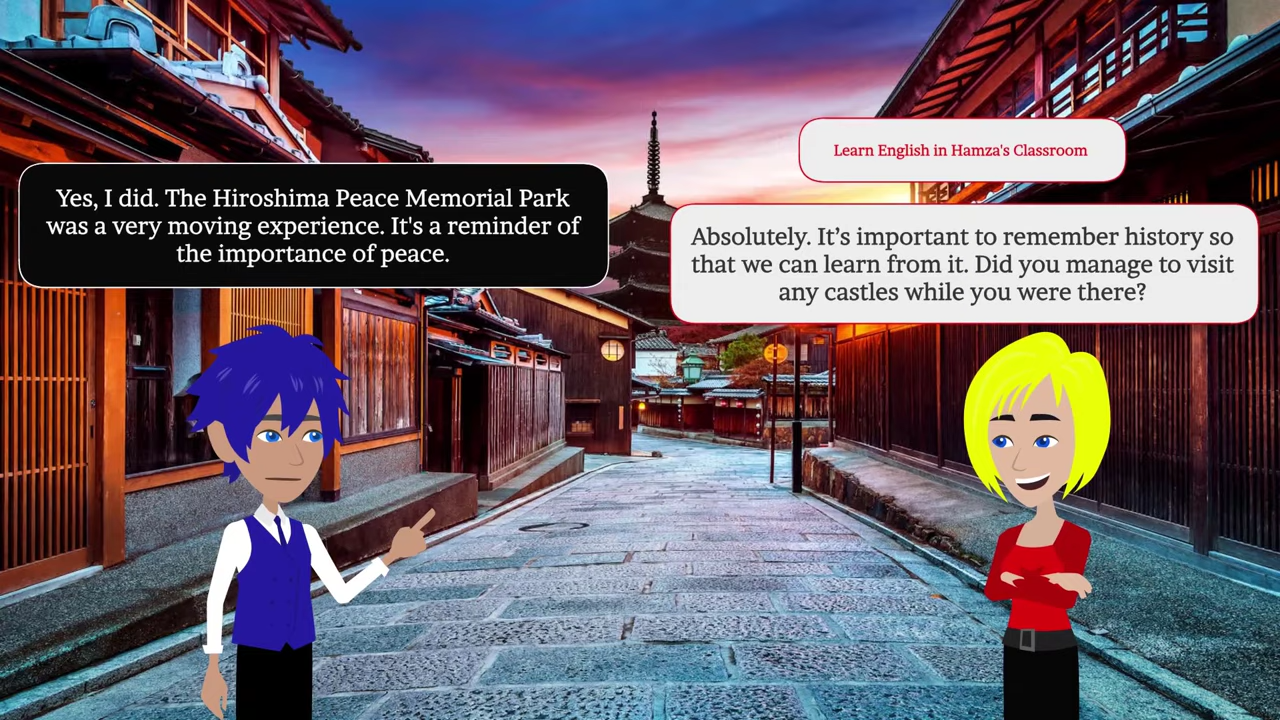 Learn English in Hamza's Classroom
Yes, I did. The Hiroshima Peace Memorial Park
was a very moving experience. It's a reminder of
the importance of peace.
Absolutely. It’s important to remember history so
that we can learn from it. Did you manage to visit
any castles while you were there?